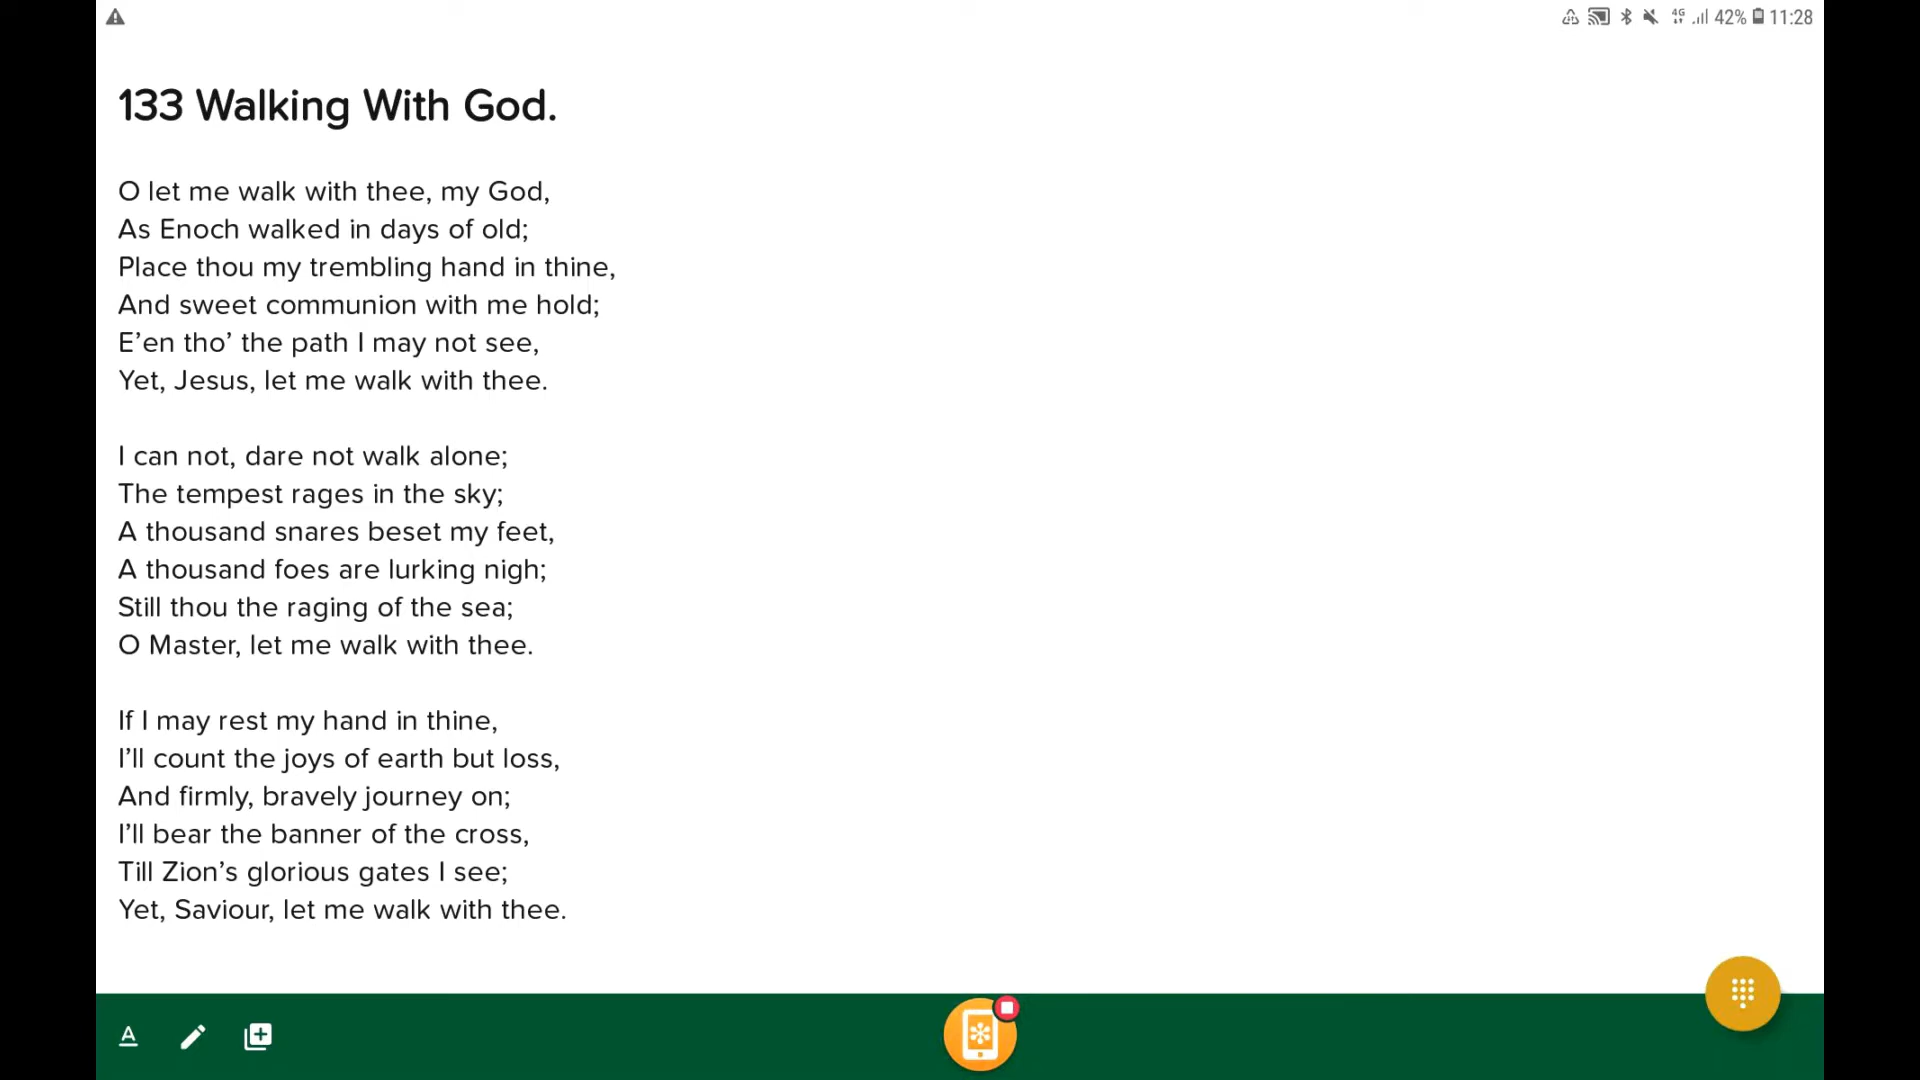 4G 42% 11:28
133 Walking With God.
O let me walk with thee, my God,
As Enoch walked in days of old;
Place thou my trembling hand in thine,
And sweet communion with me hold;
E’en tho’ the path I may not see,
Yet, Jesus, let me walk with thee.
I can not, dare not walk alone;
The tempest rages in the sky;
A thousand snares beset my feet,
A thousand foes are lurking nigh;
Still thou the raging of the sea;
O Master, let me walk with thee.
If I may rest my hand in thine,
I’ll count the joys of earth but loss,
And firmly, bravely journey on;
I’ll bear the banner of the cross,
Till Zion’s glorious gates I see;
Yet, Saviour, let me walk with thee.
A